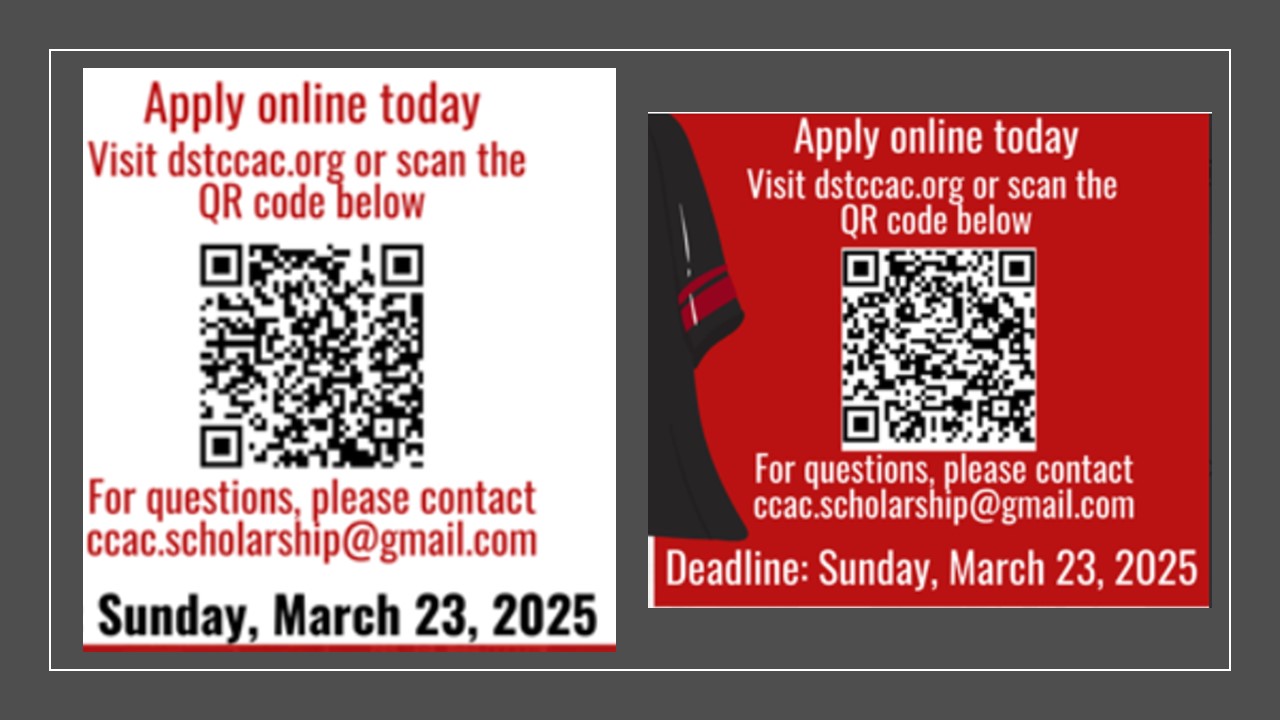 Apply online today
Visit dstccac.org or scan the
QR code below
For questions, please contact
ccac.scholarship@gmail.com
Sunday, March 23, 2025
Apply online today
Visit dstccac.org or scan the
QR code below
For questions, please contact
ccac.scholarship@gmail.com
Deadline: Sunday, March 23, 2025